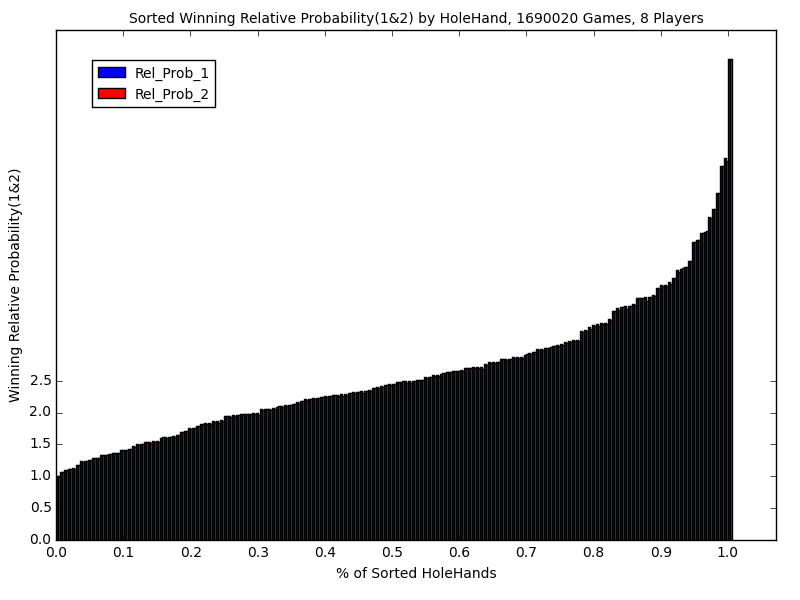 Sorted Winning Relative Probability(1&2) by HoleHand, 1690020 Games, 8 Players
Rel_Prob_1
Rel_Prob_2
Winning Relative Probability(1&2)
2.5
2.0
1.5
1.0
0.5
0.0
0.0 0.1 0.2 0.3 0.4 0.5 0.6 0.7 0.8 0.9 1.0
% of Sorted HoleHands